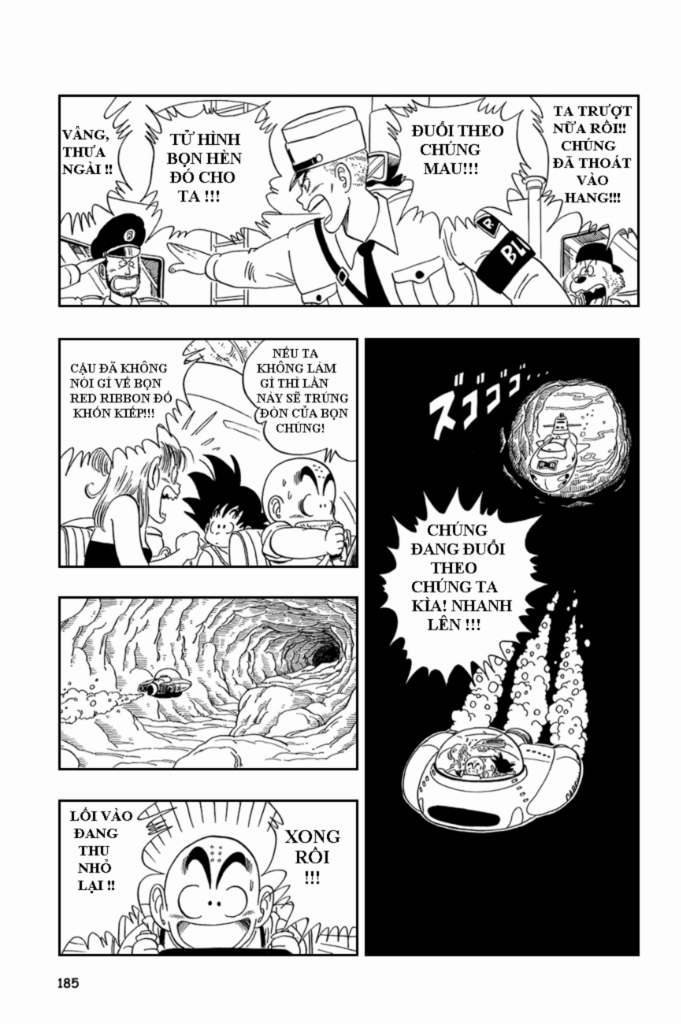 TA TRƯỢT
NỮA RÔI!!
CHÚNG
ĐÃ THOÁT
VÀO
HANG!!!
ĐUỔI THEO
CHÚNG
MAU!!!
TỬ HÌNH
BỌN HÈN
ĐÓ CHO
TA !!!
VÂNG,
THƯA
NGÀI !!
R
BL
R
ズゴゴゴ...
CHÚNG
ĐANG ĐUỔI
THEO
CHÚNG TA
KÌA! NHANH
LÊN !!!
NẾU TA
KHÔNG LÀM
GÌ THÌ LẦN
NÀY SẼ TRÚNG
ĐÒN CỦA BỌN
CHÚNG!
CẬU ĐÃ KHÔNG
NÓI GÌ VỀ BỌN
RED RIBBON ĐÓ
KHỐN KIẾP!!!
XONG
RÔI
!!!
LỐI VÀO
ĐANG
THU
NHỎ
LẠI !!
185